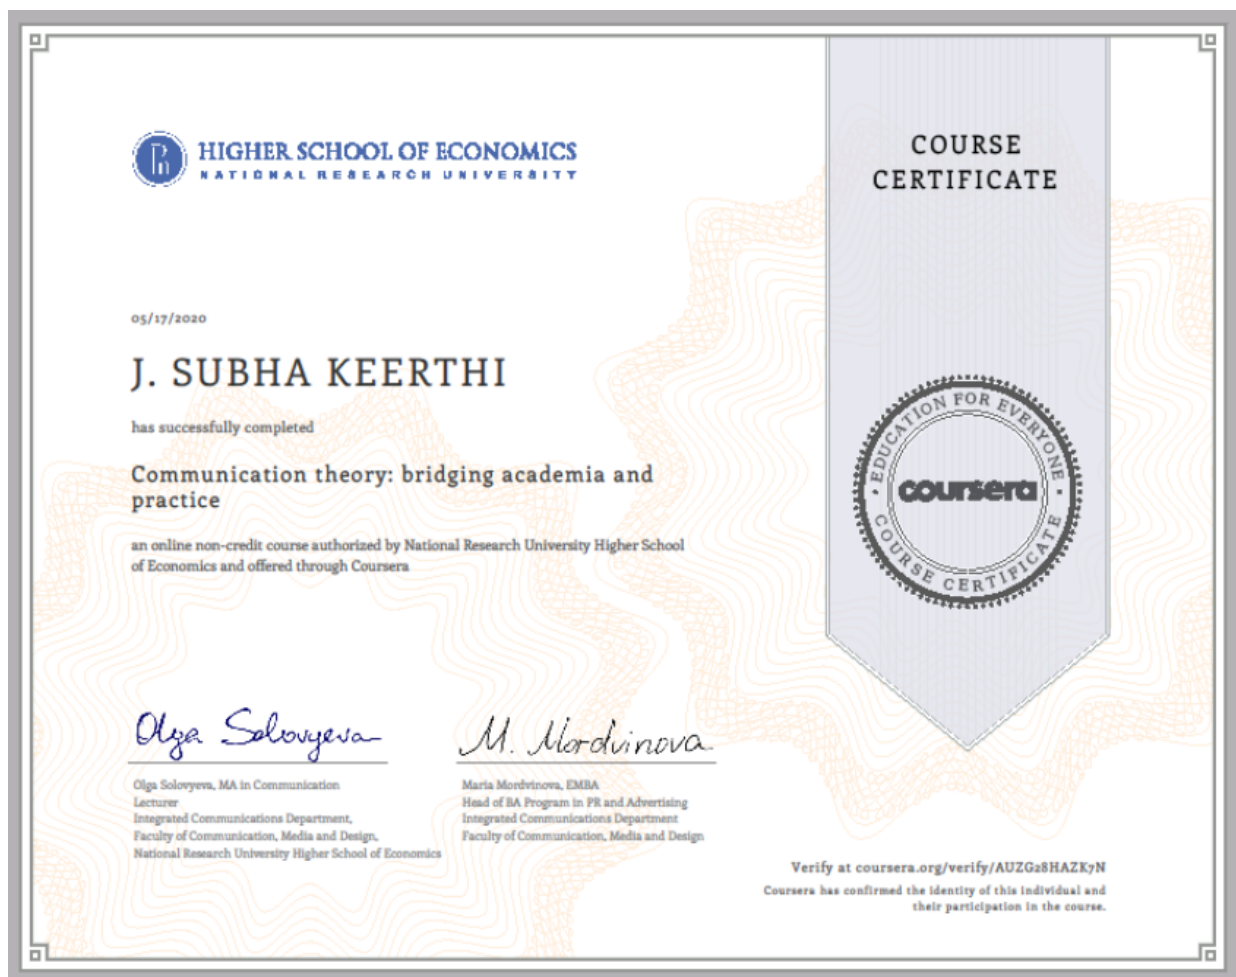 HIGHER SCHOOL OF ECONOMICS
NATIONAL RESEARCH UNIVERSITY
COURSE
CERTIFICATE
05/17/2020
J. SUBHA KEERTHI
has successfully completed
Communication theory: bridging academia and
practice
an online non-credit course authorized by National Research University Higher School
of Economics and offered through Coursera
EDUCATION FOR EVERYONE
coursera
COURSE CERTIFICATE
Olga Solovyeva
Olga Solovyeva, MA in Communication
Lecturer
Integrated Communications Department,
Faculty of Communication, Media and Design,
National Research University Higher School of Economics
M. Mordvinova
Maria Mordvinova, EMBA
Head of BA Program in PR and Advertising
Integrated Communications Department
Faculty of Communication, Media and Design
Verify at coursera.org/verify/AUZG28HAZK7N
Coursera has confirmed the identity of this individual and
their participation in the course.